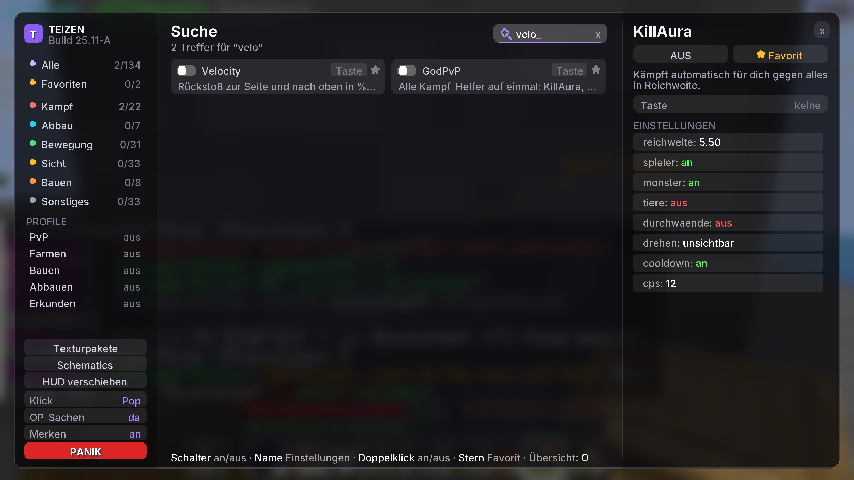 T
TEIZEN
Build 25.11-A
Alle 2/134
Favoriten 0/2
Kampf 2/22
Abbau 0/7
Bewegung 0/31
Sicht 0/33
Bauen 0/8
Sonstiges 0/33
PROFILE
PvP aus
Farmen aus
Bauen aus
Abbauen aus
Erkunden aus
Texturpakete
Schematics
HUD verschieben
Klick Pop
OP-Sachen da
Merken an
PANIK
Suche
2 Treffer für "velo"
velo_ x
Velocity Taste
Rückstoß zur Seite und nach oben in %...
GodPvP Taste
Alle Kampf-Helfer auf einmal: KillAura, ...
Schalter an/aus · Name Einstellungen · Doppelklick an/aus · Stern Favorit · Übersicht: O
KillAura x
AUS Favorit
Kämpft automatisch für dich gegen alles
in Reichweite.
Taste keine
EINSTELLUNGEN
reichweite: 5.50
spieler: an
monster: an
tiere: aus
durchwaende: aus
drehen: unsichtbar
cooldown: an
cps: 12